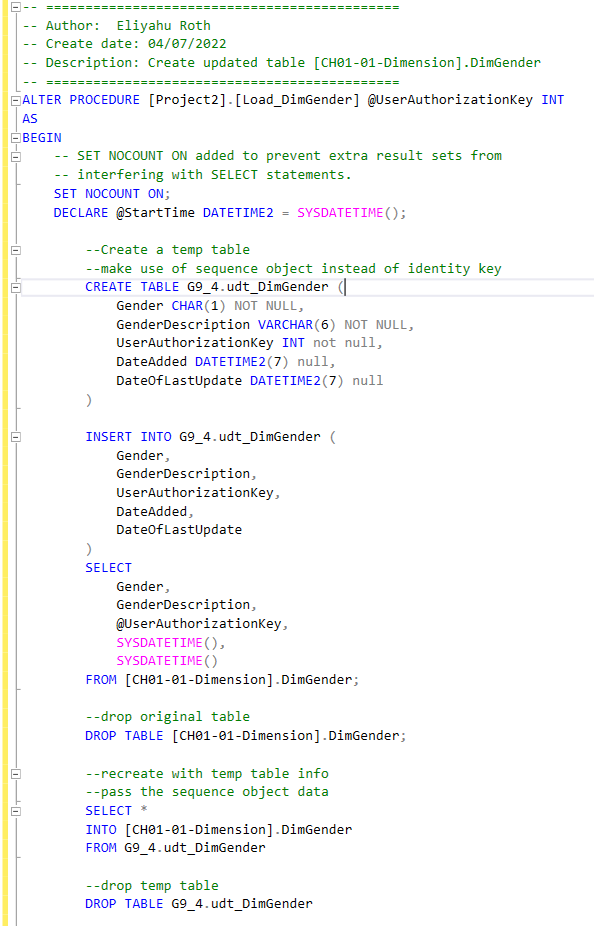 -- =============================================
-- Author:  Eliyahu Roth
-- Create date: 04/07/2022
-- Description: Create updated table [CH01-01-Dimension].DimGender
-- =============================================
ALTER PROCEDURE [Project2].[Load_DimGender] @UserAuthorizationKey INT
AS
BEGIN
    -- SET NOCOUNT ON added to prevent extra result sets from
    -- interfering with SELECT statements.
    SET NOCOUNT ON;
    DECLARE @StartTime DATETIME2 = SYSDATETIME();

        --Create a temp table
        --make use of sequence object instead of identity key
        CREATE TABLE G9_4.udt_DimGender (
            Gender CHAR(1) NOT NULL,
            GenderDescription VARCHAR(6) NOT NULL,
            UserAuthorizationKey INT not null,
            DateAdded DATETIME2(7) null,
            DateOfLastUpdate DATETIME2(7) null
        )

        INSERT INTO G9_4.udt_DimGender (
            Gender,
            GenderDescription,
            UserAuthorizationKey,
            DateAdded,
            DateOfLastUpdate
        )
        SELECT
            Gender,
            GenderDescription,
            @UserAuthorizationKey,
            SYSDATETIME(),
            SYSDATETIME()
        FROM [CH01-01-Dimension].DimGender;

        --drop original table
        DROP TABLE [CH01-01-Dimension].DimGender;

        --recreate with temp table info
        --pass the sequence object data
        SELECT *
        INTO [CH01-01-Dimension].DimGender
        FROM G9_4.udt_DimGender

        --drop temp table
        DROP TABLE G9_4.udt_DimGender